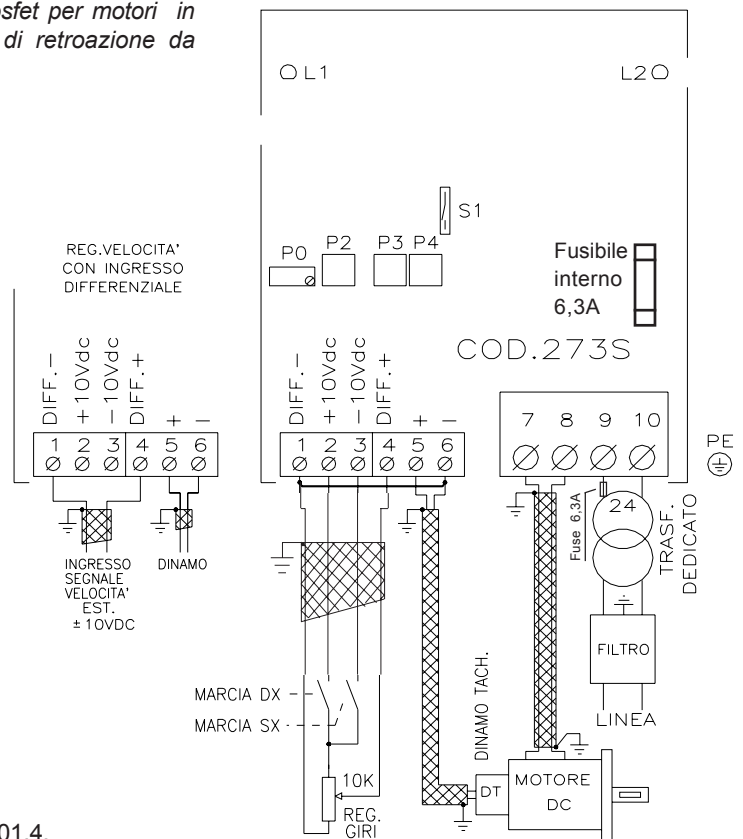 osfet per motori in
di retroazione da
L1
L2
S1
P0
P2
P3
P4
Fusibile
interno
6,3A
COD.273S
REG.VELOCITA'
CON INGRESSO
DIFFERENZIALE
DIFF.-
+10Vdc
-10Vdc
DIFF.+
+
-
1 2 3 4 5 6
INGRESSO
SEGNALE
VELOCITA'
EST.
±10VDC
DINAMO
DIFF.-
+10Vdc
-10Vdc
DIFF.+
+
-
1 2 3 4 5 6
7 8 9 10
PE
Fuse 6,3A
24
TRASF.
DEDICATO
FILTRO
LINEA
MARCIA DX
MARCIA SX
10K
REG.
GIRI
DINAMO TACH.
DT
MOTORE
DC
01.4.